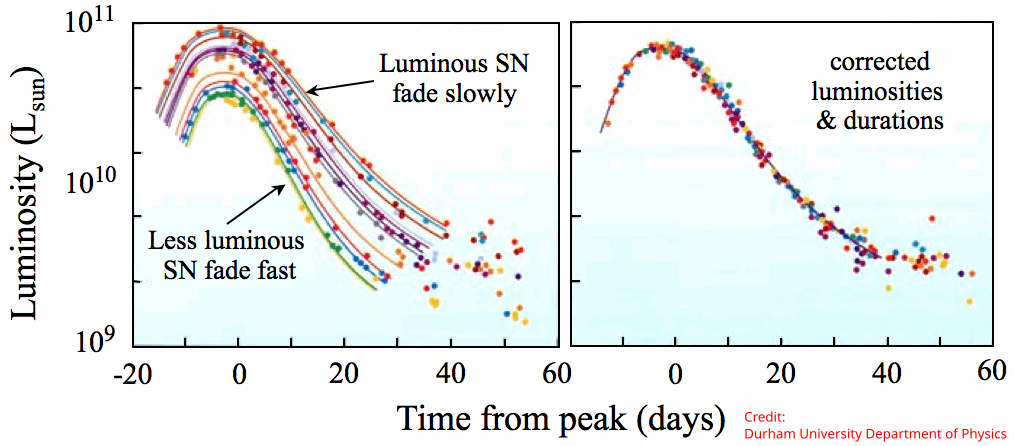 10¹¹
10¹⁰
10⁹
Luminosity (Lsun)
Luminous SN
fade slowly
Less luminous
SN fade fast
corrected
luminosities
& durations
-20 0 20 40 60
0 20 40 60
Time from peak (days)
Credit:
Durham University Department of Physics